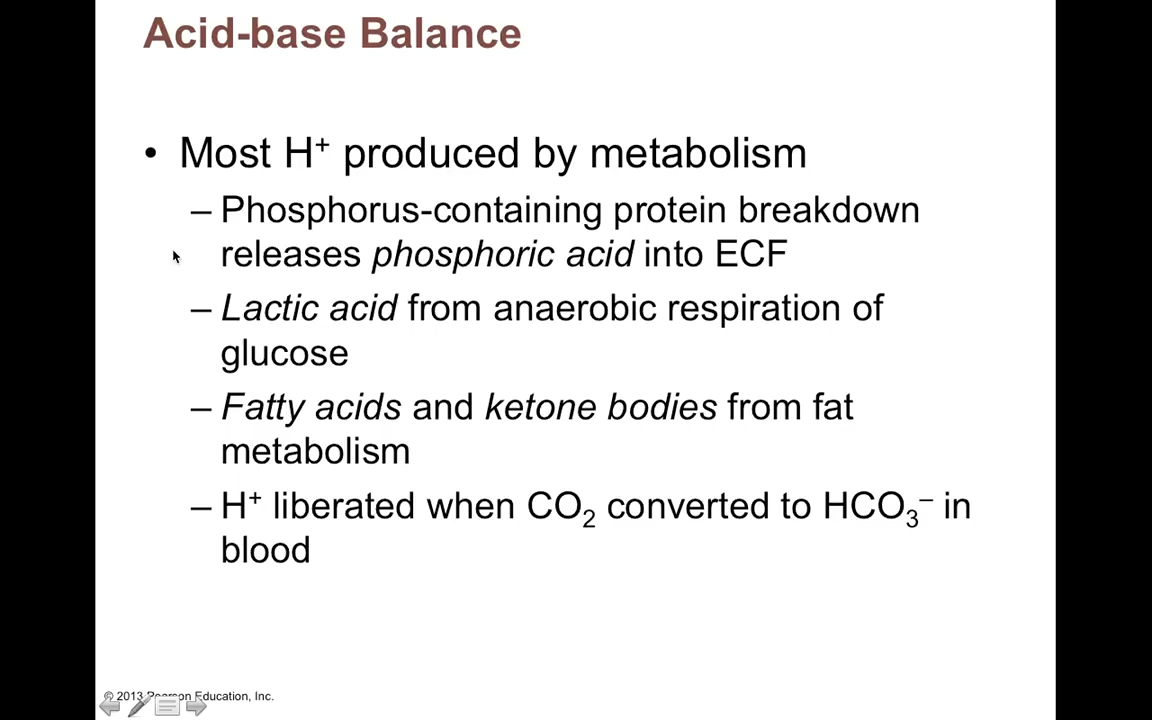 Acid-base Balance
• Most H⁺ produced by metabolism
– Phosphorus-containing protein breakdown
releases phosphoric acid into ECF
– Lactic acid from anaerobic respiration of
glucose
– Fatty acids and ketone bodies from fat
metabolism
– H⁺ liberated when CO₂ converted to HCO₃⁻ in
blood
© 2013 Pearson Education, Inc.